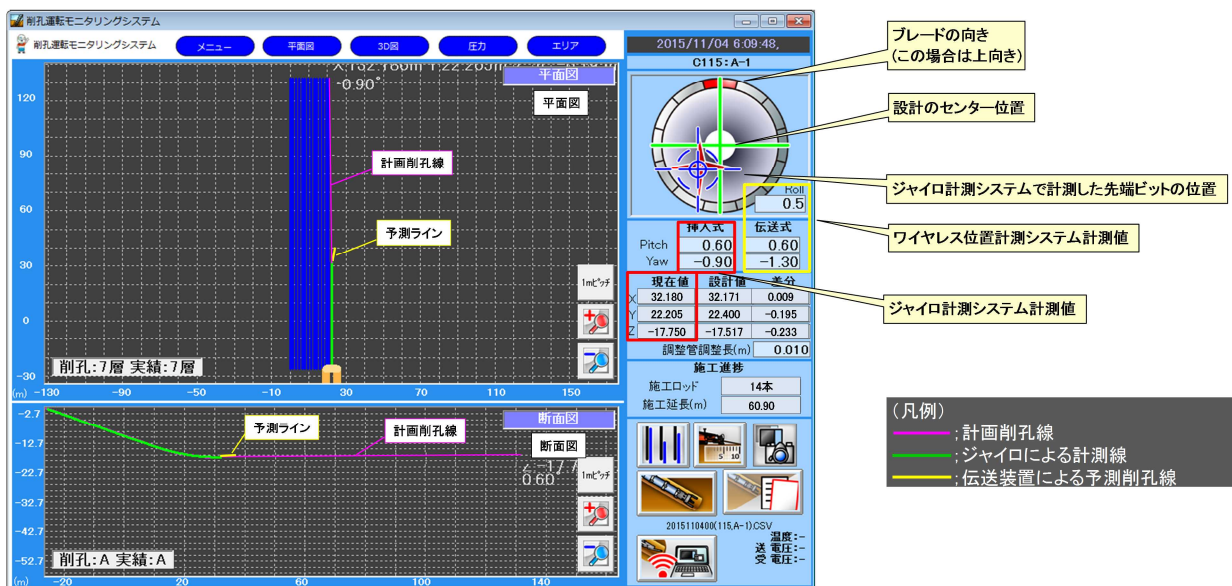 削孔運転モニタリングシステム
削孔運転モニタリングシステム
メニュー
平面図
3D図
圧力
エリア
2015/11/04 6:09:48,
C115:A-1
-0.90°
平面図
平面図
計画削孔線
予測ライン
120
90
60
30
0
-30
1mピッチ
削孔:7層 実績:7層
(m)
-130
-90
-50
-10
30
70
110
150
Roll
0.5
挿入式
伝送式
Pitch
0.60
0.60
Yaw
-0.90
-1.30
現在値
設計値
差分
X
32.180
32.171
0.009
Y
22.205
22.400
-0.195
Z
-17.750
-17.517
-0.233
調整管調整長(m)
0.010
施工進捗
施工ロッド
14本
施工延長(m)
60.90
断面図
断面図
予測ライン
計画削孔線
-2.7
-12.7
-22.7
-32.7
-42.7
-52.7
0.60
1mピッチ
削孔:A 実績:A
(m)
-20
20
60
100
140
5 10
2015110400(115,A-1).CSV
温度:-
送 電圧:-
受 電圧:-
ブレードの向き
(この場合は上向き)
設計のセンター位置
ジャイロ計測システムで計測した先端ビットの位置
ワイヤレス位置計測システム計測値
ジャイロ計測システム計測値
(凡例)
;計画削孔線
;ジャイロによる計測線
;伝送装置による予測削孔線